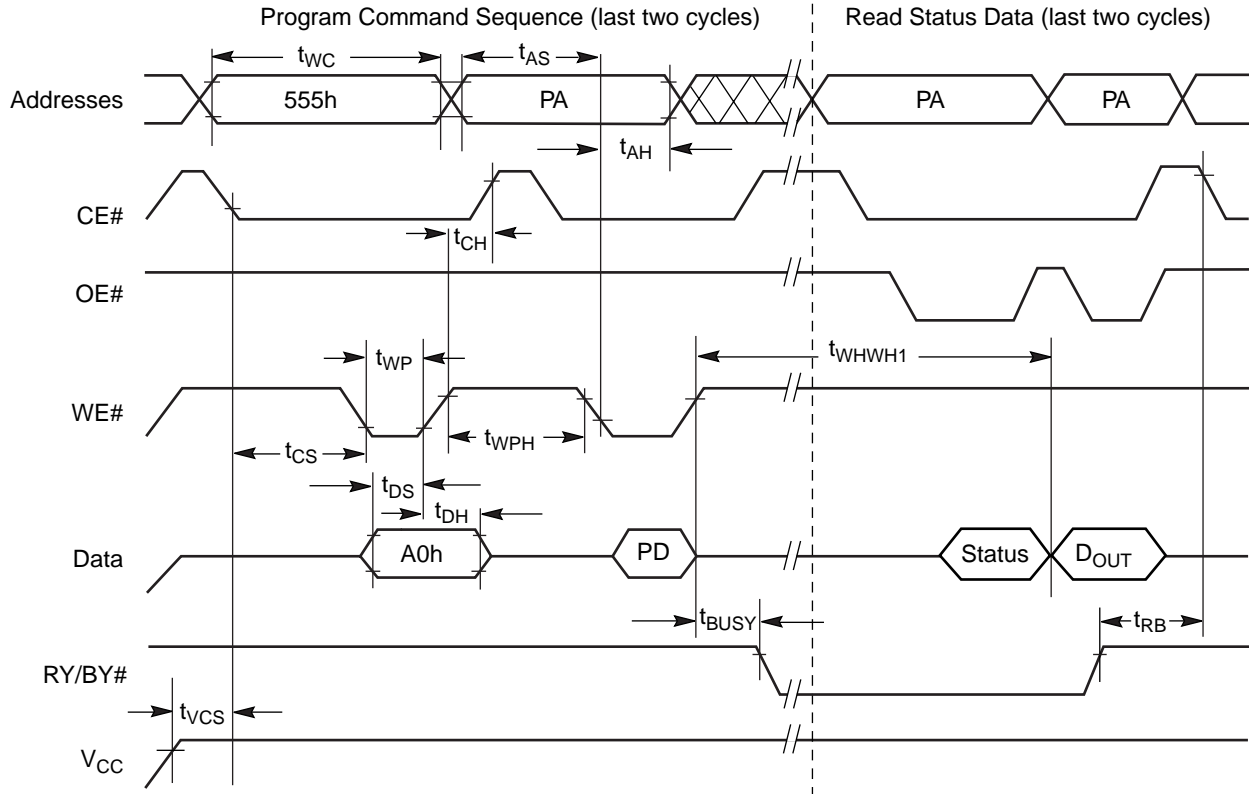 Program Command Sequence (last two cycles)
Read Status Data (last two cycles)
tWC
tAS
Addresses
555h
PA
PA
PA
tAH
CE#
tCH
OE#
tWP
tWHWH1
WE#
tCS
tWPH
tDS
tDH
Data
A0h
PD
Status
DOUT
tBUSY
tRB
RY/BY#
tVCS
VCC